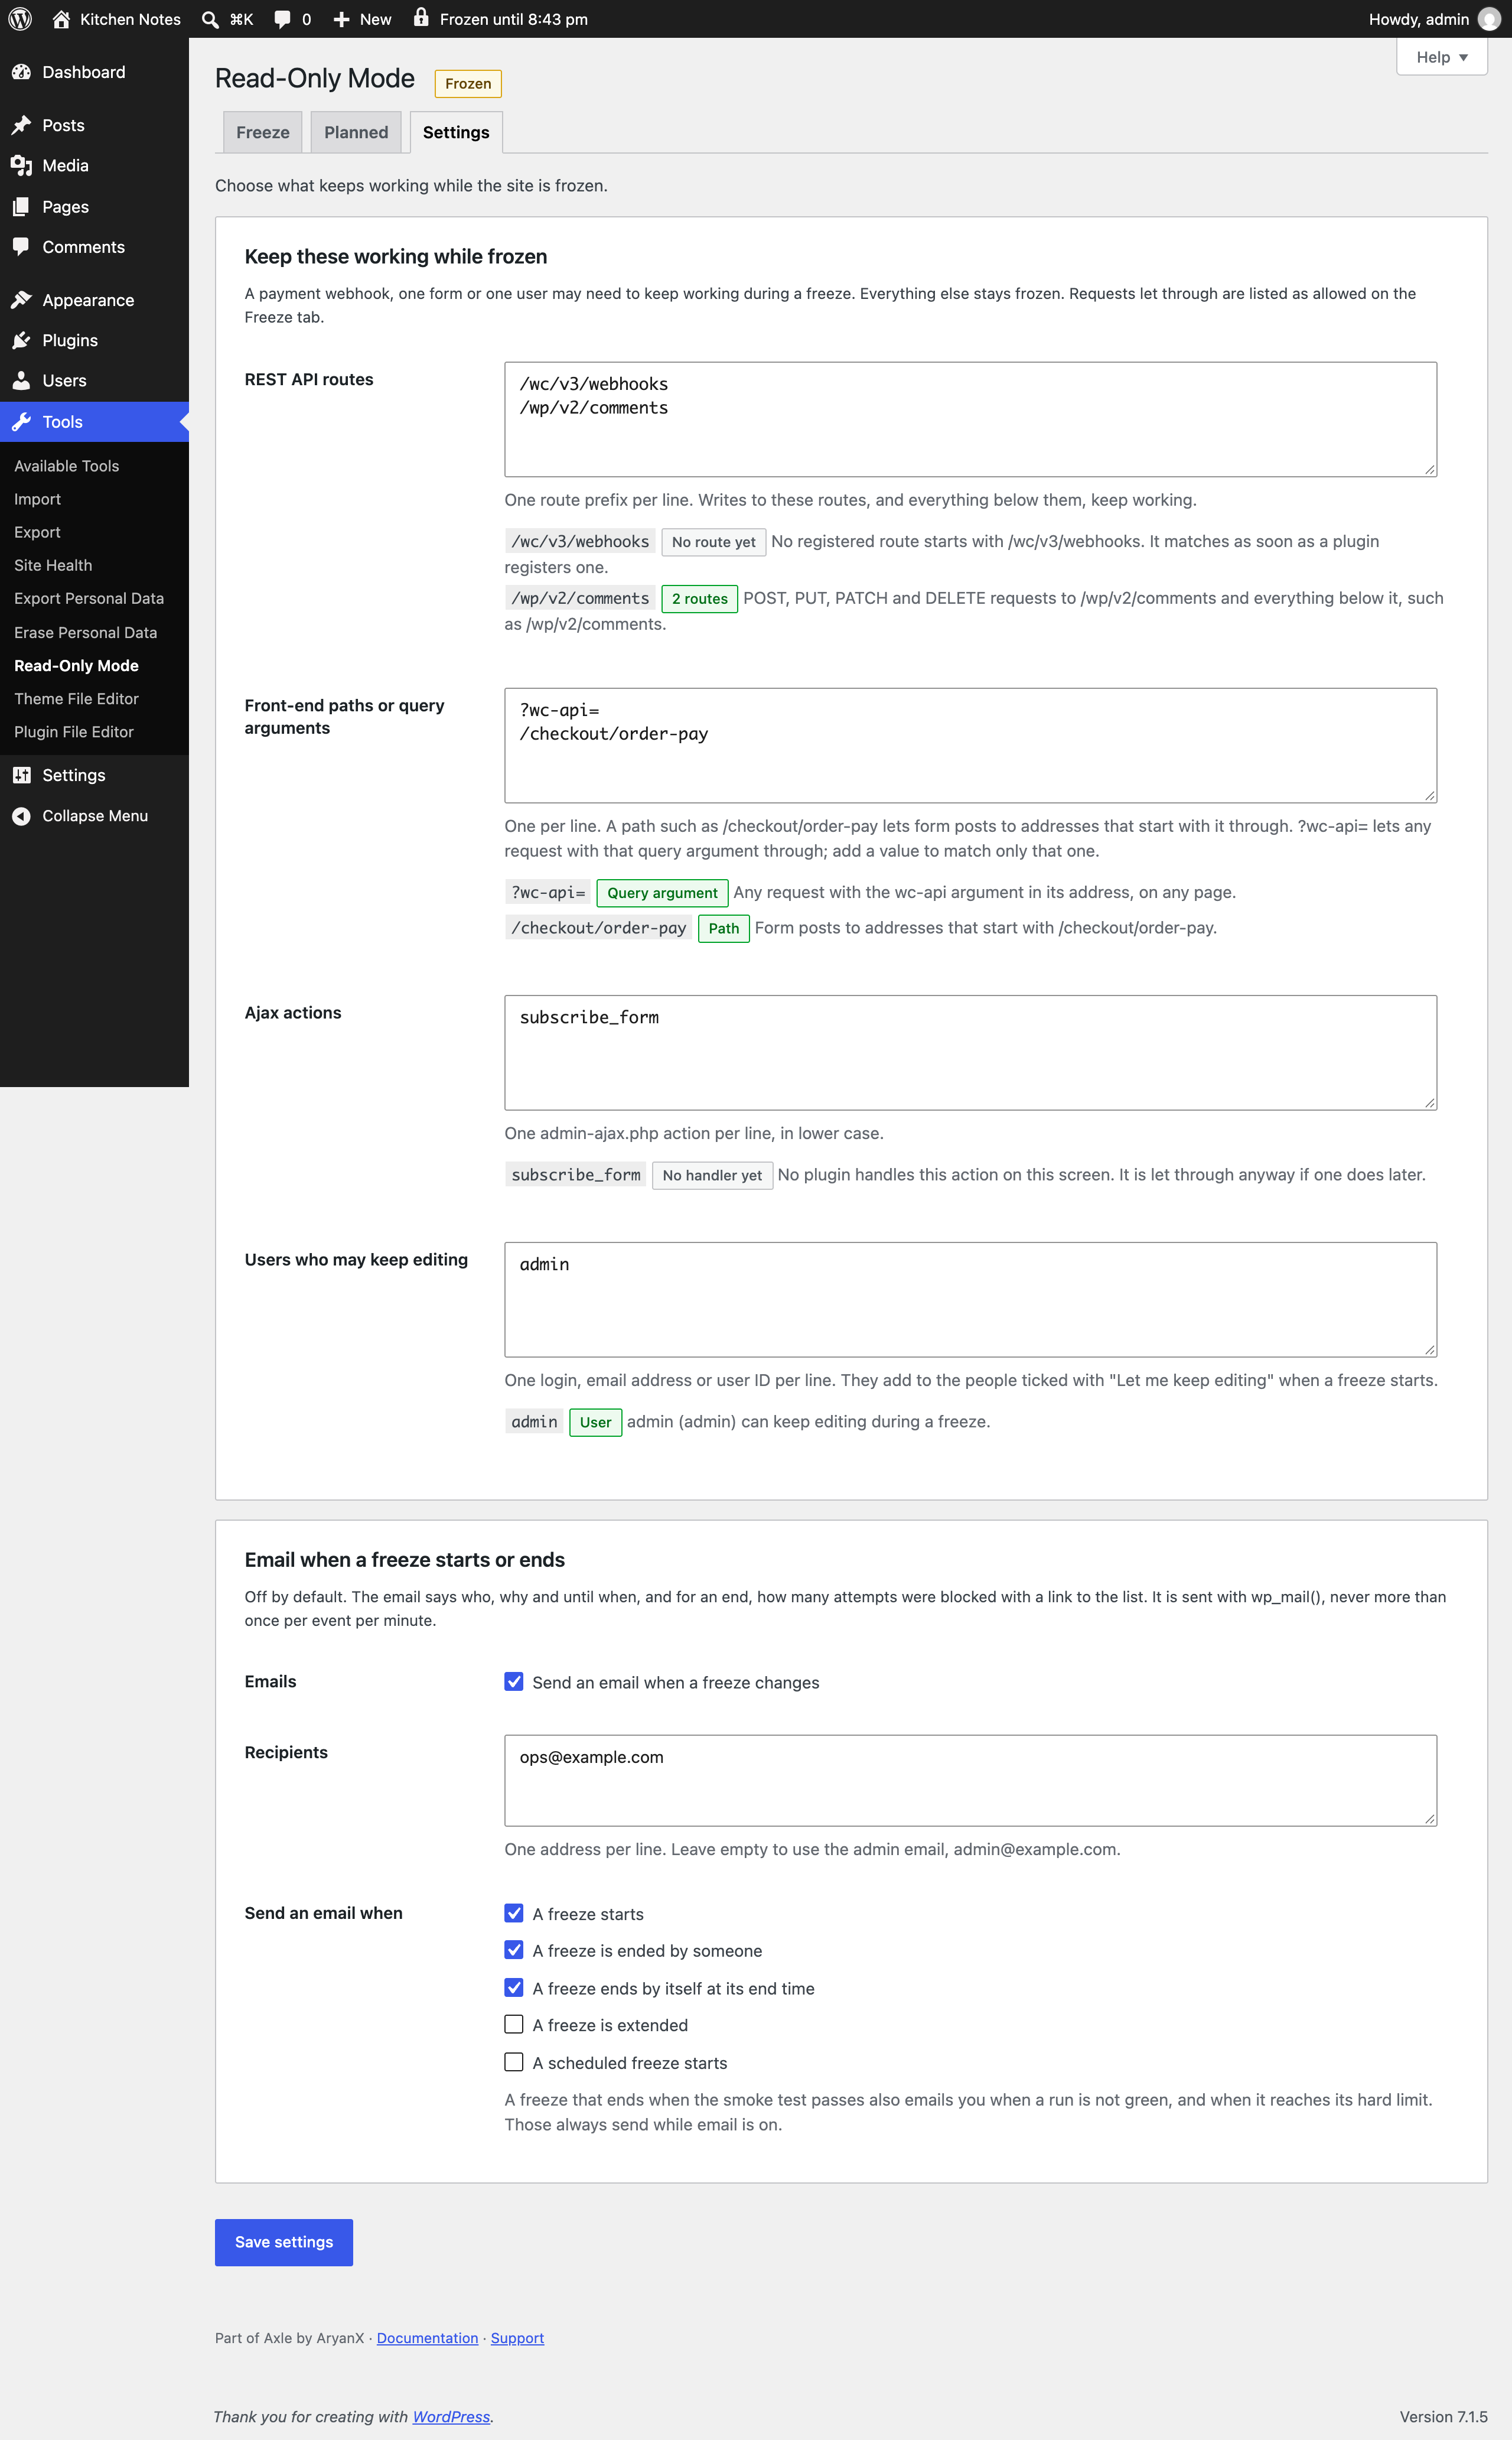 Kitchen Notes ⌘K 0 New Frozen until 8:43 pm Howdy, admin
Help
Dashboard
Posts
Media
Pages
Comments
Appearance
Plugins
Users
Tools
Available Tools
Import
Export
Site Health
Export Personal Data
Erase Personal Data
Read-Only Mode
Theme File Editor
Plugin File Editor
Settings
Collapse Menu
Read-Only Mode Frozen
Freeze Planned Settings
Choose what keeps working while the site is frozen.
Keep these working while frozen
A payment webhook, one form or one user may need to keep working during a freeze. Everything else stays frozen. Requests let through are listed as allowed on the
Freeze tab.
REST API routes
/wc/v3/webhooks
/wp/v2/comments
One route prefix per line. Writes to these routes, and everything below them, keep working.
/wc/v3/webhooks No route yet No registered route starts with /wc/v3/webhooks. It matches as soon as a plugin
registers one.
/wp/v2/comments 2 routes POST, PUT, PATCH and DELETE requests to /wp/v2/comments and everything below it, such
as /wp/v2/comments.
Front-end paths or query
arguments
?wc-api=
/checkout/order-pay
One per line. A path such as /checkout/order-pay lets form posts to addresses that start with it through. ?wc-api= lets any
request with that query argument through; add a value to match only that one.
?wc-api= Query argument Any request with the wc-api argument in its address, on any page.
/checkout/order-pay Path Form posts to addresses that start with /checkout/order-pay.
Ajax actions
subscribe_form
One admin-ajax.php action per line, in lower case.
subscribe_form No handler yet No plugin handles this action on this screen. It is let through anyway if one does later.
Users who may keep editing
admin
One login, email address or user ID per line. They add to the people ticked with "Let me keep editing" when a freeze starts.
admin User admin (admin) can keep editing during a freeze.
Email when a freeze starts or ends
Off by default. The email says who, why and until when, and for an end, how many attempts were blocked with a link to the list. It is sent with wp_mail(), never more than
once per event per minute.
Emails
Send an email when a freeze changes
Recipients
ops@example.com
One address per line. Leave empty to use the admin email, admin@example.com.
Send an email when
A freeze starts
A freeze is ended by someone
A freeze ends by itself at its end time
A freeze is extended
A scheduled freeze starts
A freeze that ends when the smoke test passes also emails you when a run is not green, and when it reaches its hard limit.
Those always send while email is on.
Save settings
Part of Axle by AryanX · Documentation · Support
Thank you for creating with WordPress.
Version 7.1.5